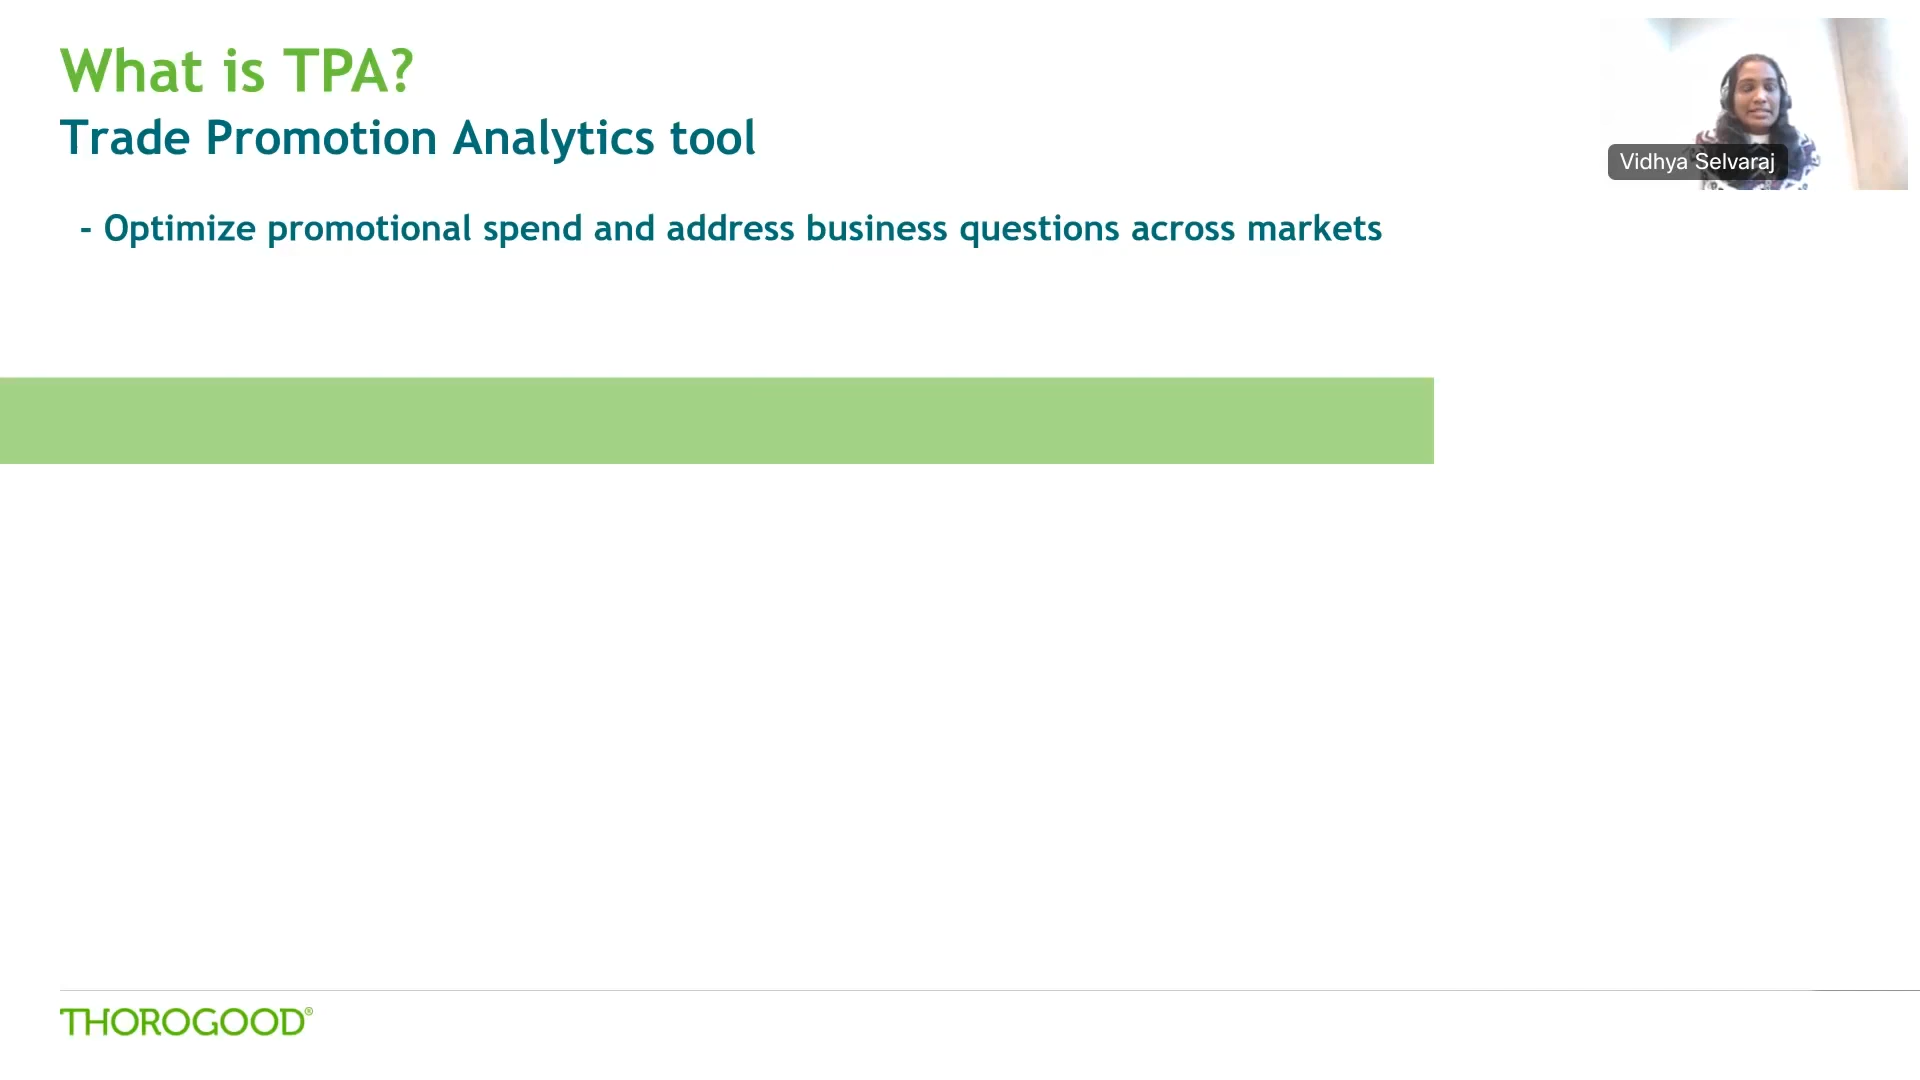 What is TPA?
Trade Promotion Analytics tool
Vidhya Selvaraj
- Optimize promotional spend and address business questions across markets
THOROGOOD®